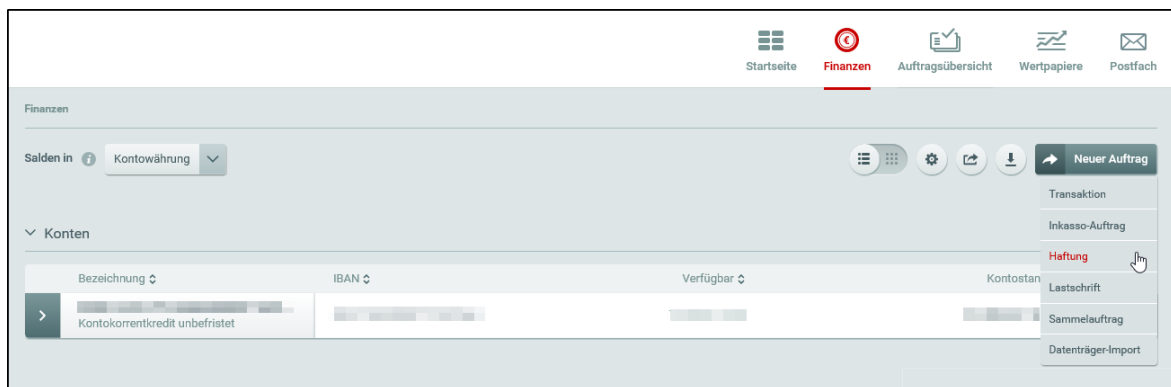 Startseite
Finanzen
Auftragsübersicht
Wertpapiere
Postfach
Finanzen
Salden in
Kontowährung
Neuer Auftrag
Transaktion
Inkasso-Auftrag
Haftung
Lastschrift
Sammelauftrag
Datenträger-Import
Konten
Bezeichnung
IBAN
Verfügbar
Kontostan
Kontokorrentkredit unbefristet